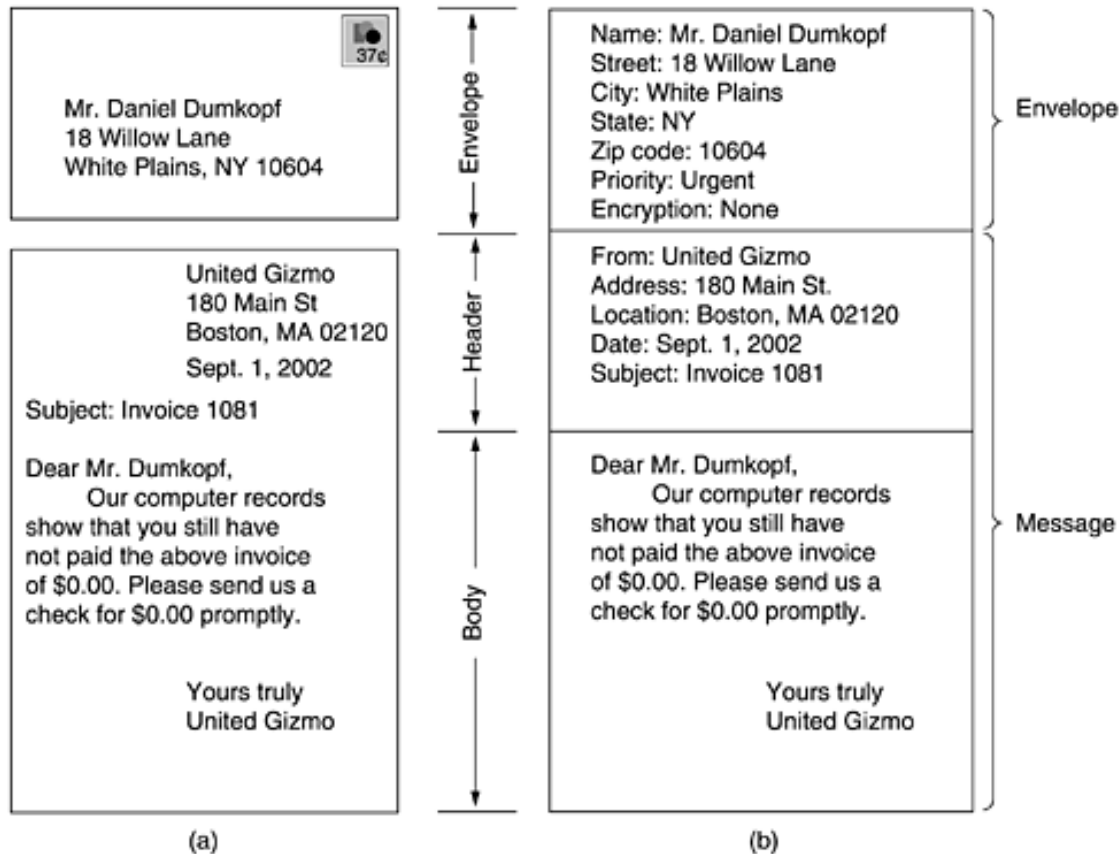 37¢
Mr. Daniel Dumkopf
18 Willow Lane
White Plains, NY 10604
United Gizmo
180 Main St
Boston, MA 02120
Sept. 1, 2002
Subject: Invoice 1081
Dear Mr. Dumkopf,
Our computer records
show that you still have
not paid the above invoice
of $0.00. Please send us a
check for $0.00 promptly.
Yours truly
United Gizmo
(a)
Envelope
Header
Body
Name: Mr. Daniel Dumkopf
Street: 18 Willow Lane
City: White Plains
State: NY
Zip code: 10604
Priority: Urgent
Encryption: None
From: United Gizmo
Address: 180 Main St.
Location: Boston, MA 02120
Date: Sept. 1, 2002
Subject: Invoice 1081
Dear Mr. Dumkopf,
Our computer records
show that you still have
not paid the above invoice
of $0.00. Please send us a
check for $0.00 promptly.
Yours truly
United Gizmo
(b)
Envelope
Message